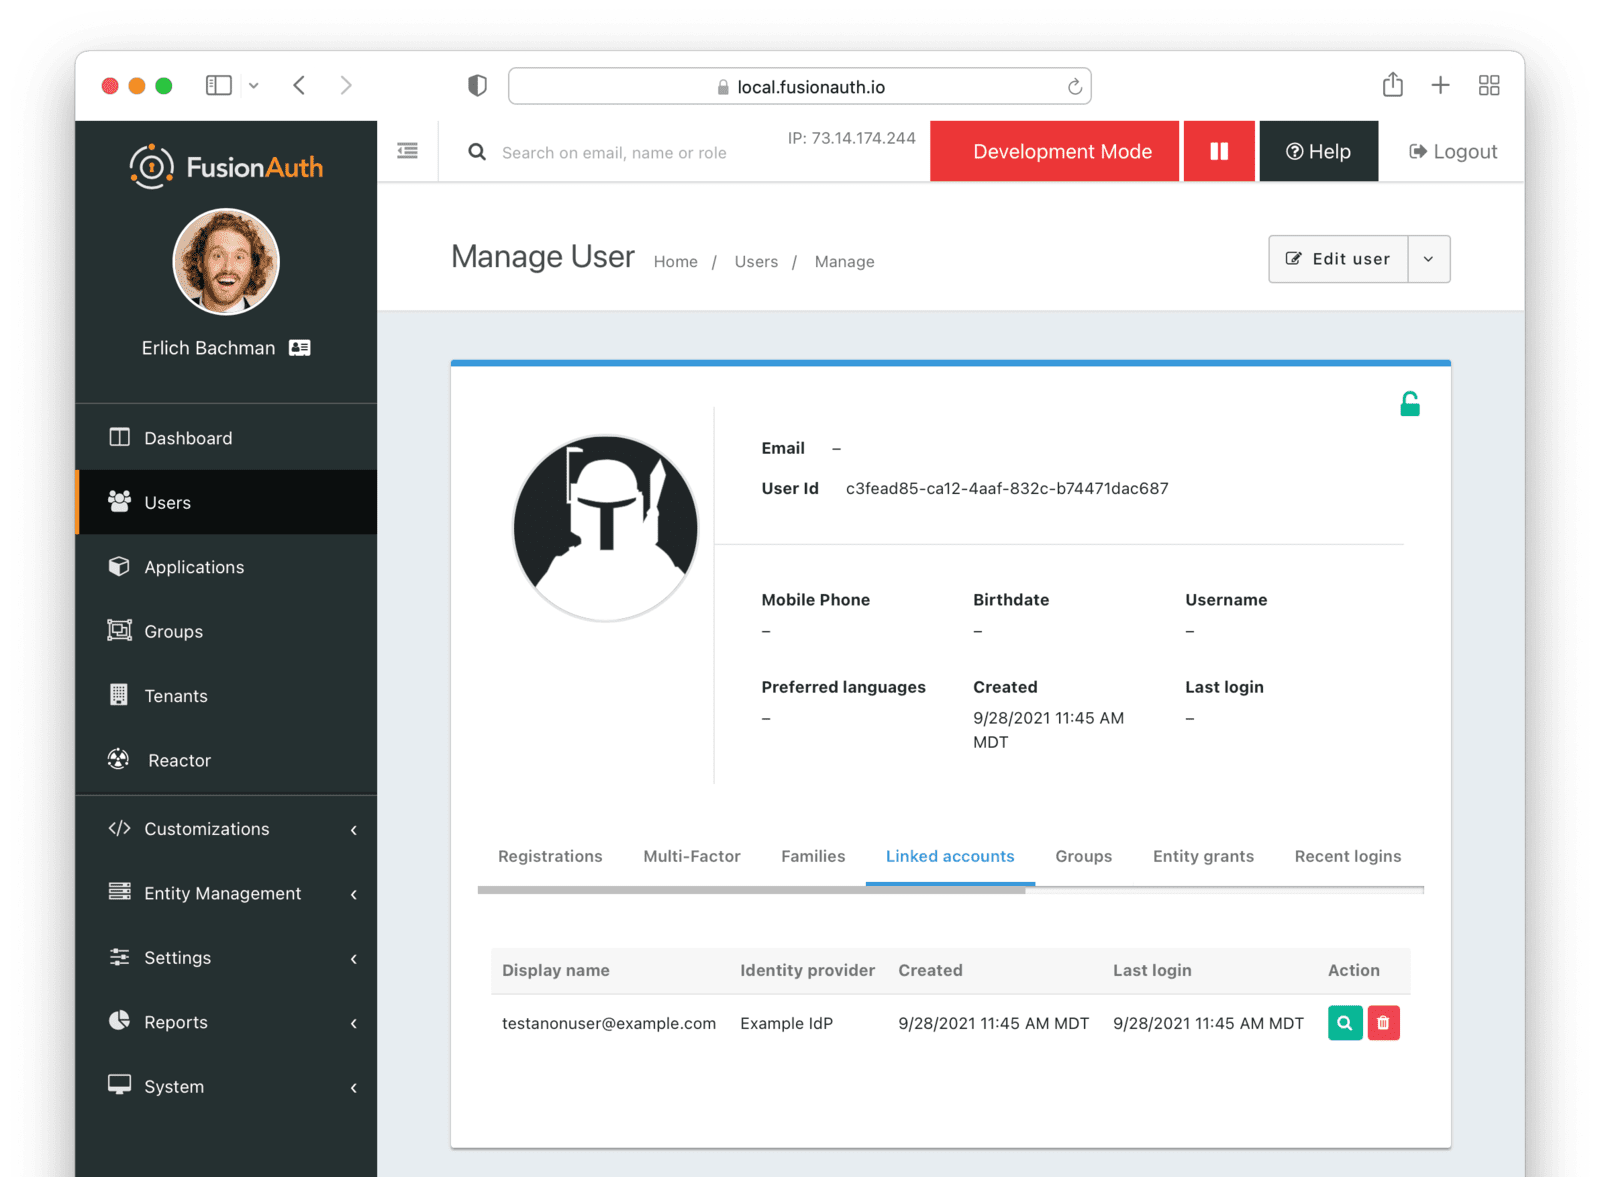 local.fusionauth.io
FusionAuth
Search on email, name or role
IP: 73.14.174.244
Development Mode
Help
Logout
Erlich Bachman
Dashboard
Users
Applications
Groups
Tenants
Reactor
Customizations
Entity Management
Settings
Reports
System
Manage User
Home / Users / Manage
Edit user
Email –
User Id c3fead85-ca12-4aaf-832c-b74471dac687
Mobile Phone Birthdate Username
– – –
Preferred languages Created Last login
– 9/28/2021 11:45 AM –
MDT
Registrations Multi-Factor Families Linked accounts Groups Entity grants Recent logins
Display name Identity provider Created Last login Action
testanonuser@example.com Example IdP 9/28/2021 11:45 AM MDT 9/28/2021 11:45 AM MDT